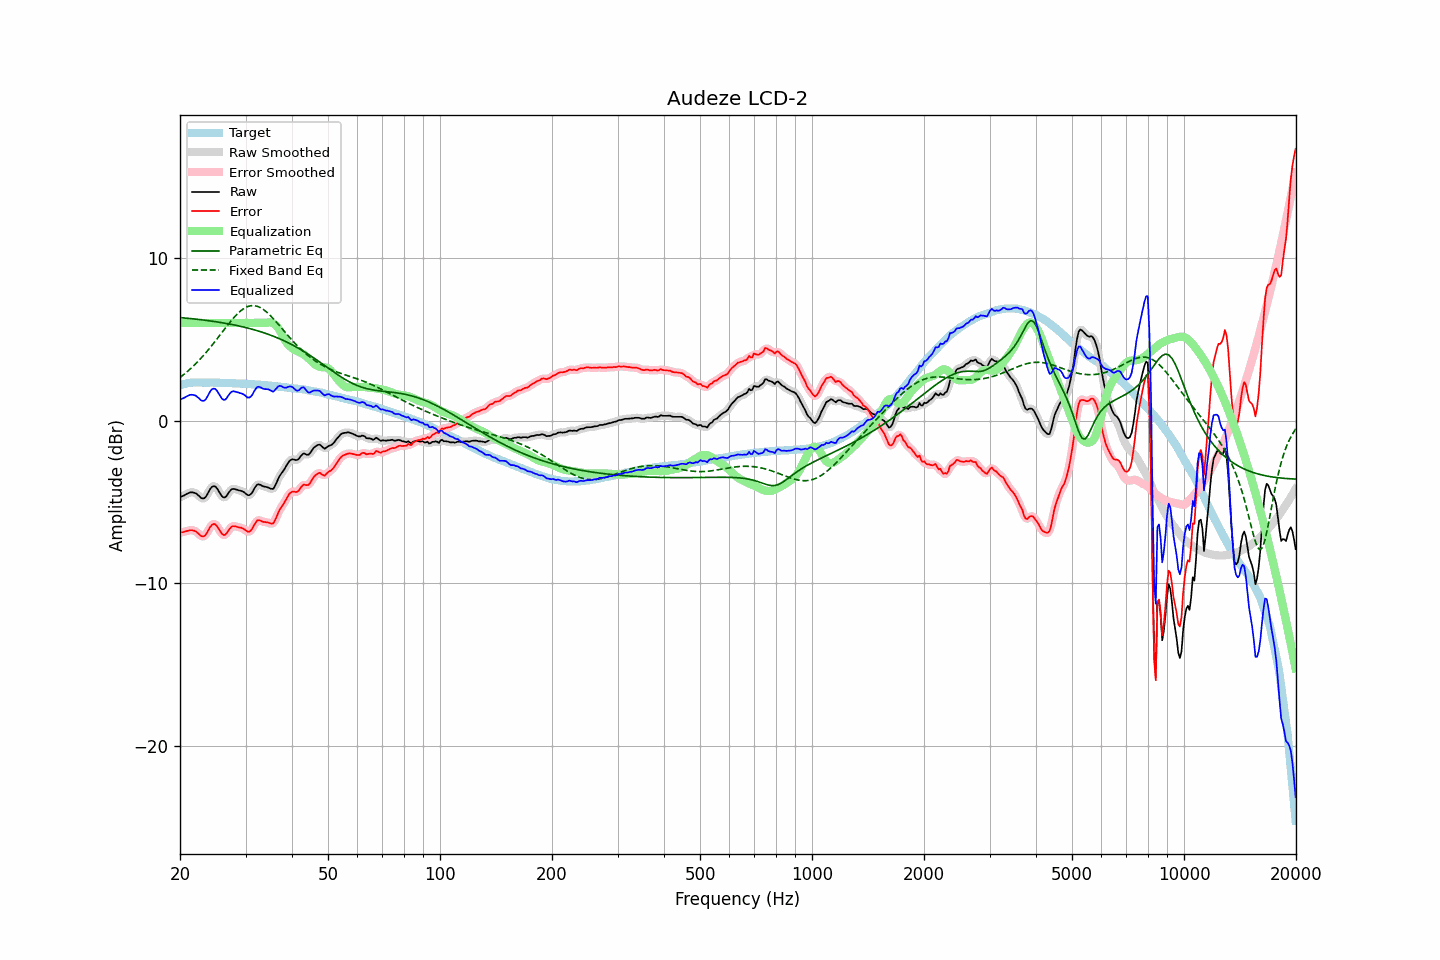 Audeze LCD-2
Target
Raw Smoothed
Error Smoothed
Raw
Error
Equalization
Parametric Eq
Fixed Band Eq
Equalized
Amplitude (dBr)
10
0
−10
−20
20
50
100
200
500
1000
2000
5000
10000
20000
Frequency (Hz)